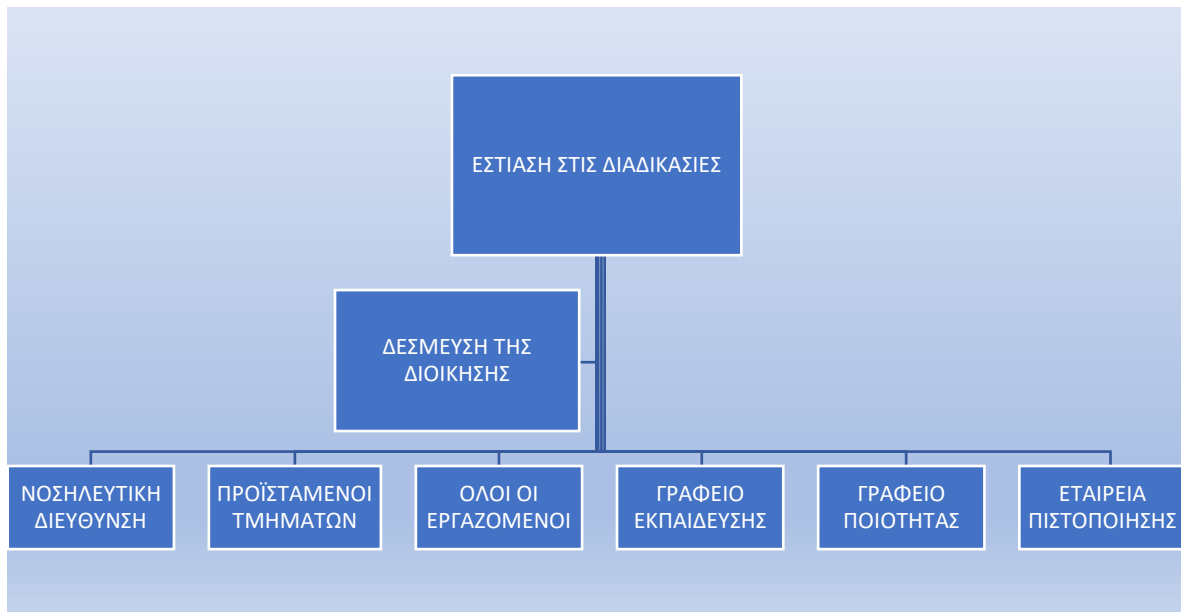 ΕΣΤΙΑΣΗ ΣΤΙΣ ΔΙΑΔΙΚΑΣΙΕΣ
ΔΕΣΜΕΥΣΗ ΤΗΣ
ΔΙΟΙΚΗΣΗΣ
ΝΟΣΗΛΕΥΤΙΚΗ
ΔΙΕΥΘΥΝΣΗ
ΠΡΟΪΣΤΑΜΕΝΟΙ
ΤΜΗΜΑΤΩΝ
ΟΛΟΙ ΟΙ
ΕΡΓΑΖΟΜΕΝΟΙ
ΓΡΑΦΕΙΟ
ΕΚΠΑΙΔΕΥΣΗΣ
ΓΡΑΦΕΙΟ
ΠΟΙΟΤΗΤΑΣ
ΕΤΑΙΡΕΙΑ
ΠΙΣΤΟΠΟΙΗΣΗΣ